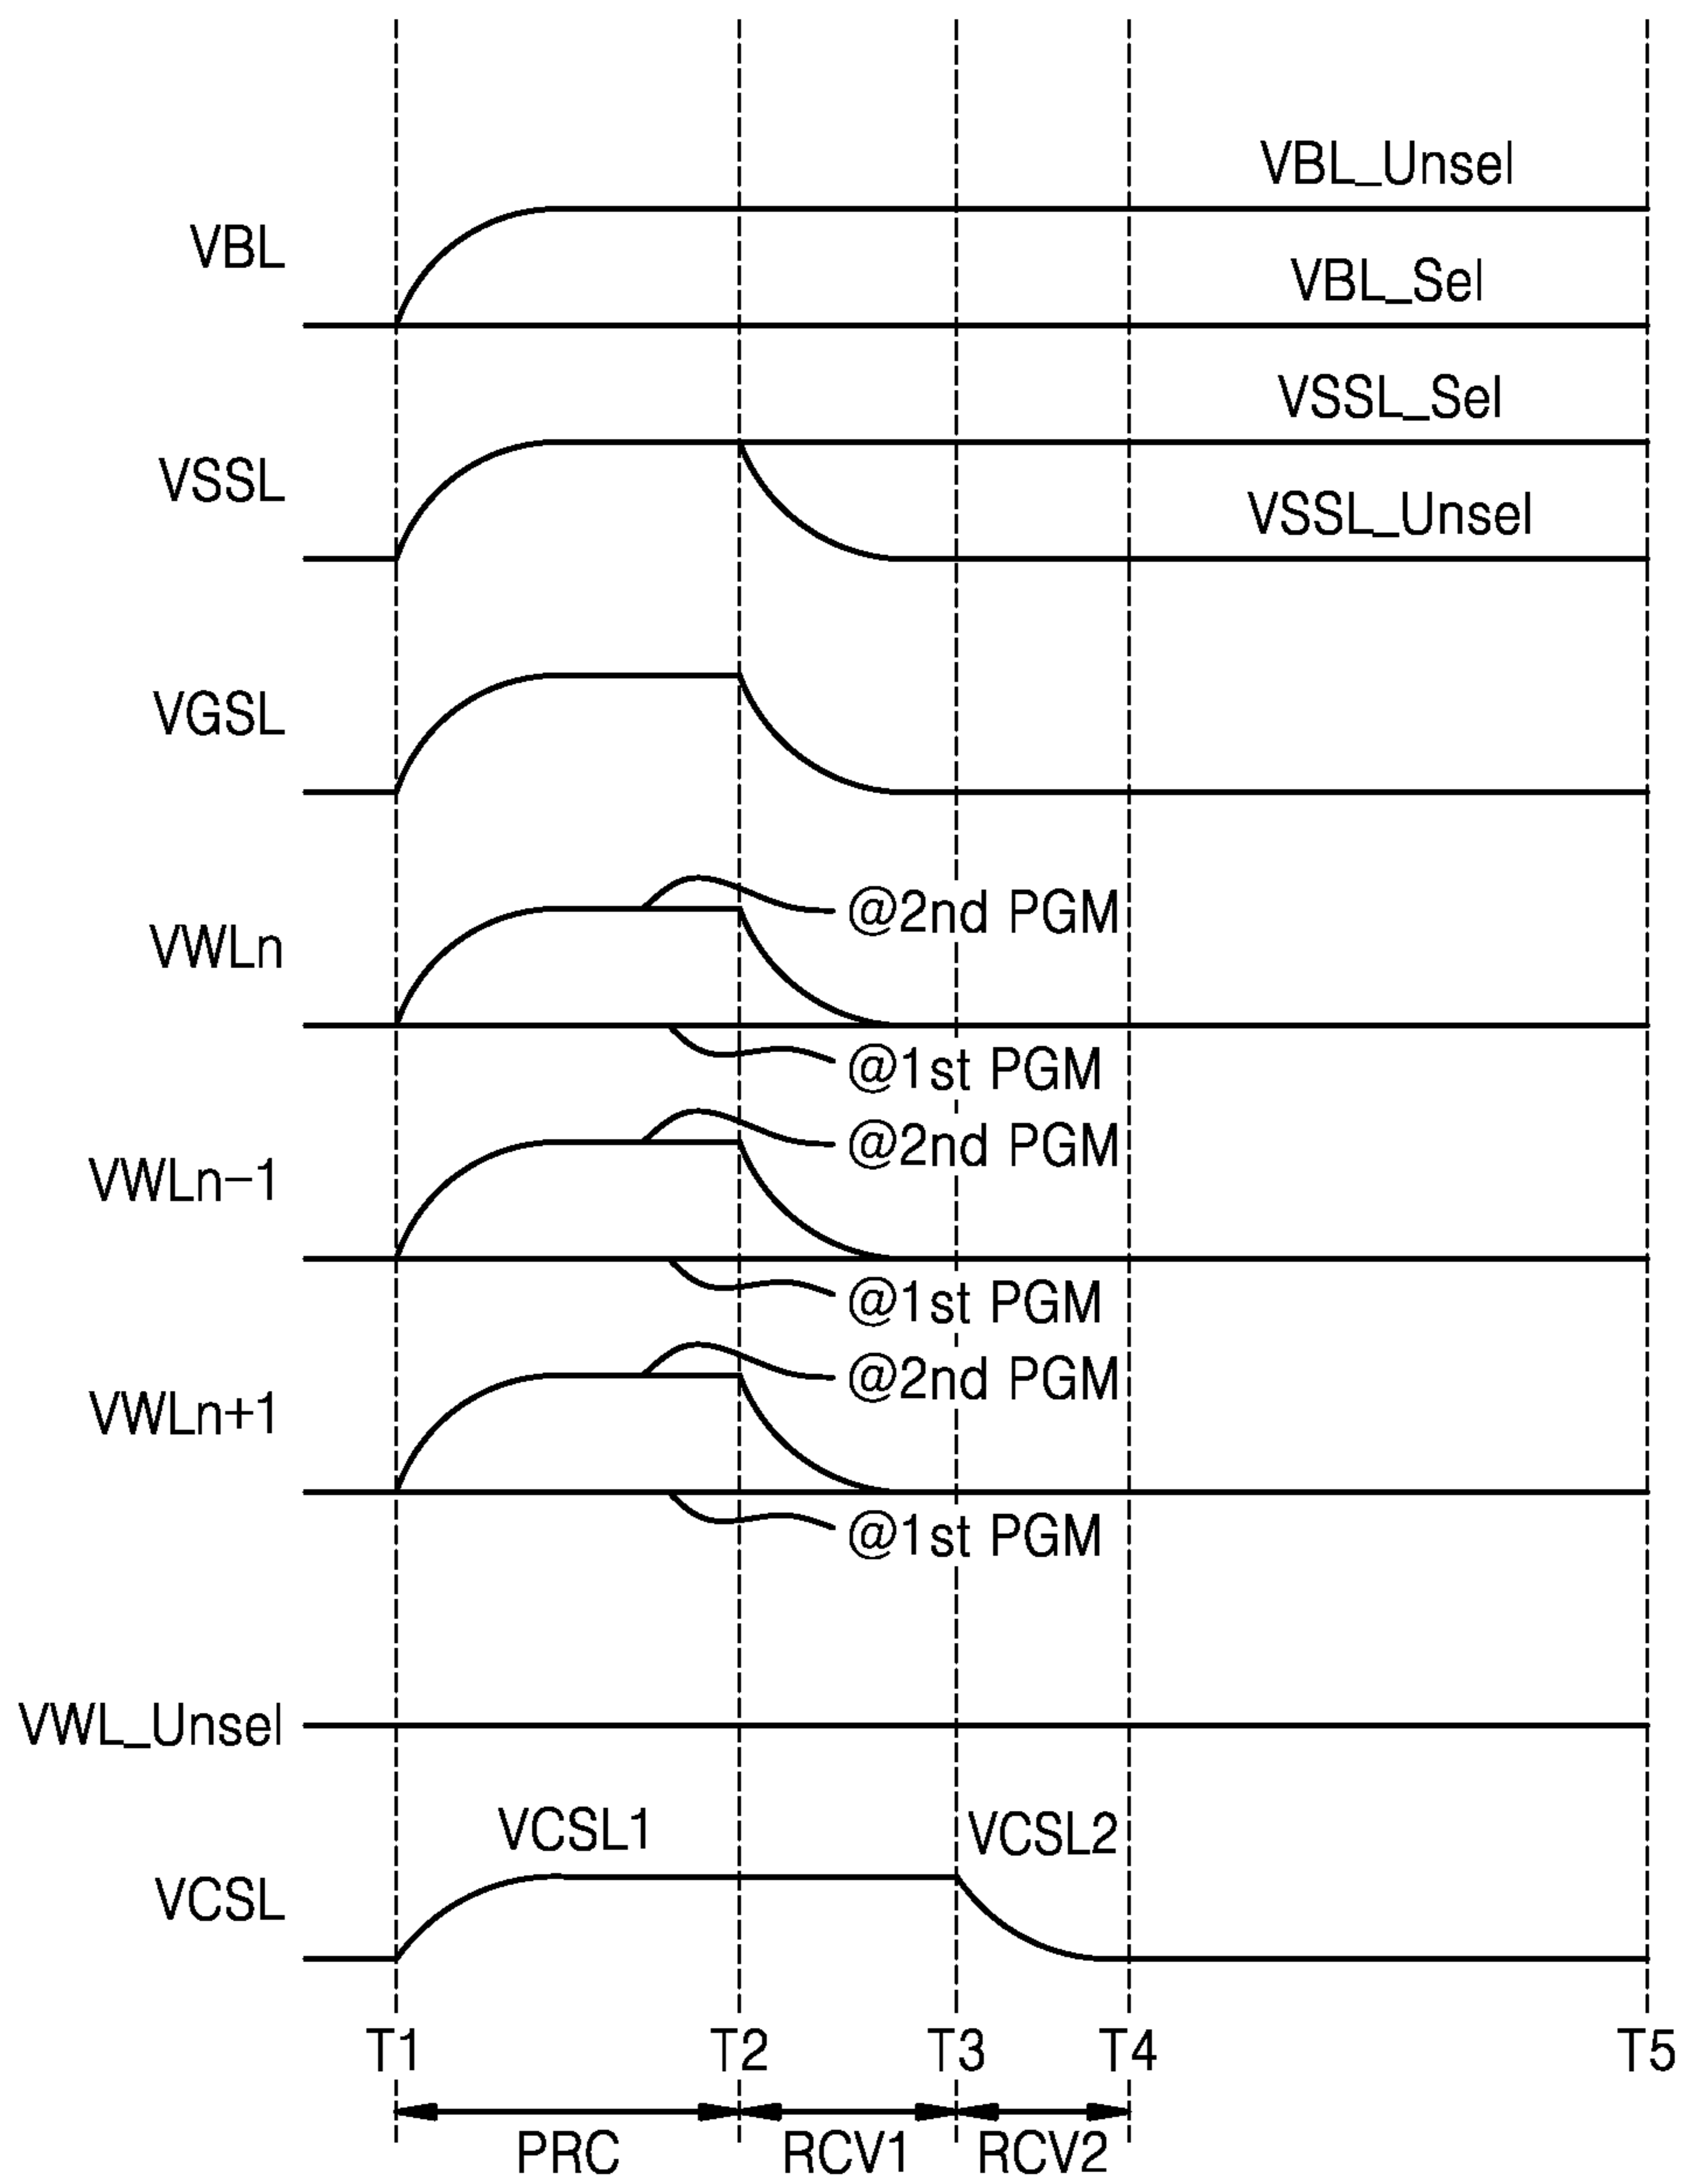 VBL_Unsel
VBL
VBL_Sel
VSSL_Sel
VSSL
VSSL_Unsel
VGSL
@2nd PGM
VWLn
@1st PGM
@2nd PGM
VWLn-1
@1st PGM
@2nd PGM
VWLn+1
@1st PGM
VWL_Unsel
VCSL1 VCSL2
VCSL
T1 T2 T3 T4 T5
PRC RCV1 RCV2